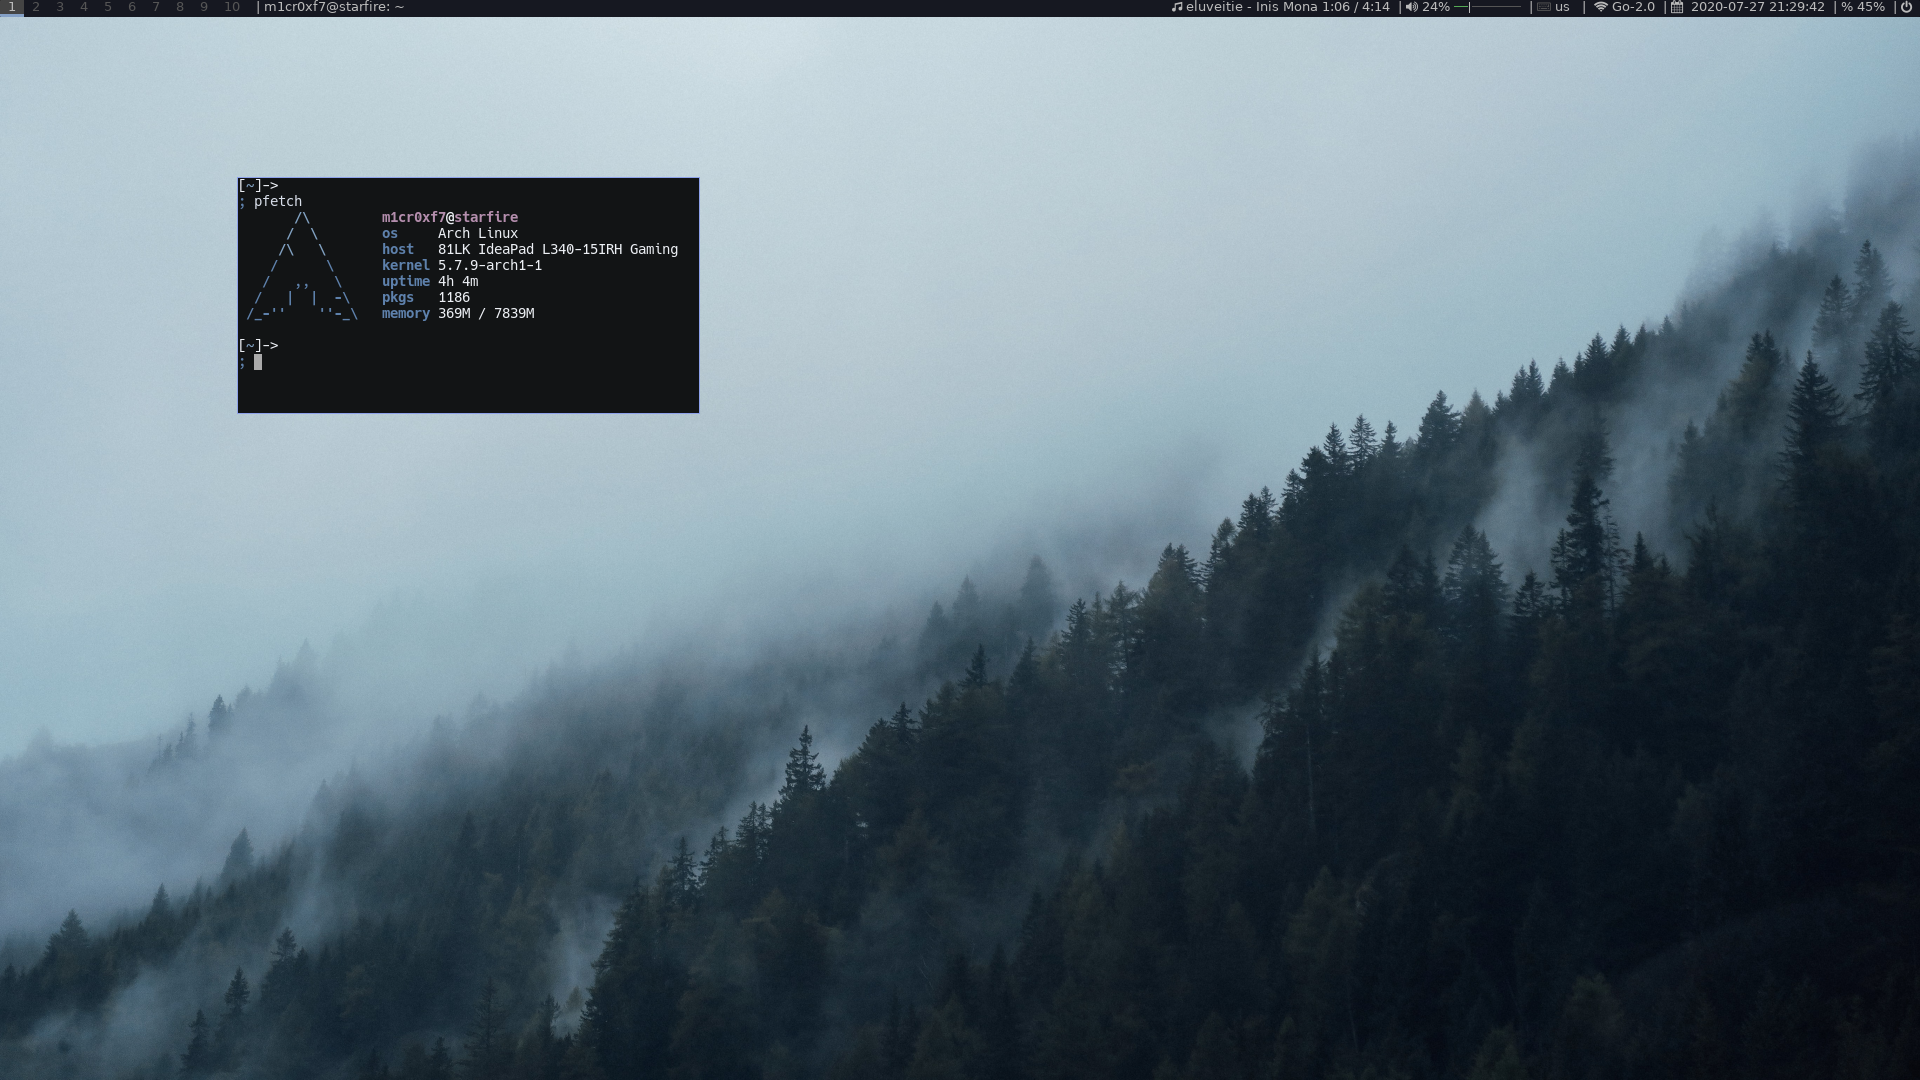 1 2 3 4 5 6 7 8 9 10 | m1cr0xf7@starfire: ~ eluveitie - Inis Mona 1:06 / 4:14 | 24% | us | Go-2.0 | 2020-07-27 21:29:42 | % 45% |
[~]->
; pfetch
/\ m1cr0xf7@starfire
/ \ os Arch Linux
/\ \ host 81LK IdeaPad L340-15IRH Gaming
/ \ kernel 5.7.9-arch1-1
/ ,, \ uptime 4h 4m
/ | | -\ pkgs 1186
/_-'' ''-_\ memory 369M / 7839M
[~]->
;